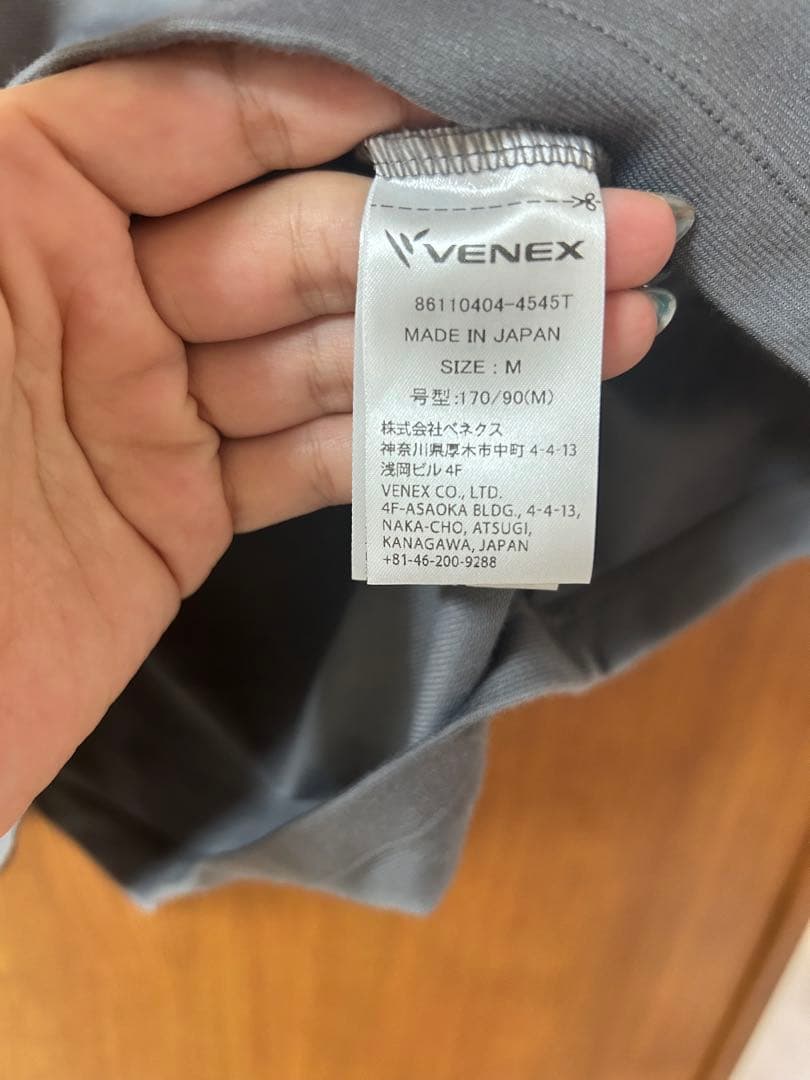 VENEX
86110404-4545T
MADE IN JAPAN
SIZE : M
号型:170/90(M)
株式会社ベネクス
神奈川県厚木市中町 4-4-13
浅岡ビル 4F
VENEX CO., LTD.
4F-ASAOKA BLDG., 4-4-13,
NAKA-CHO, ATSUGI,
KANAGAWA, JAPAN
+81-46-200-9288